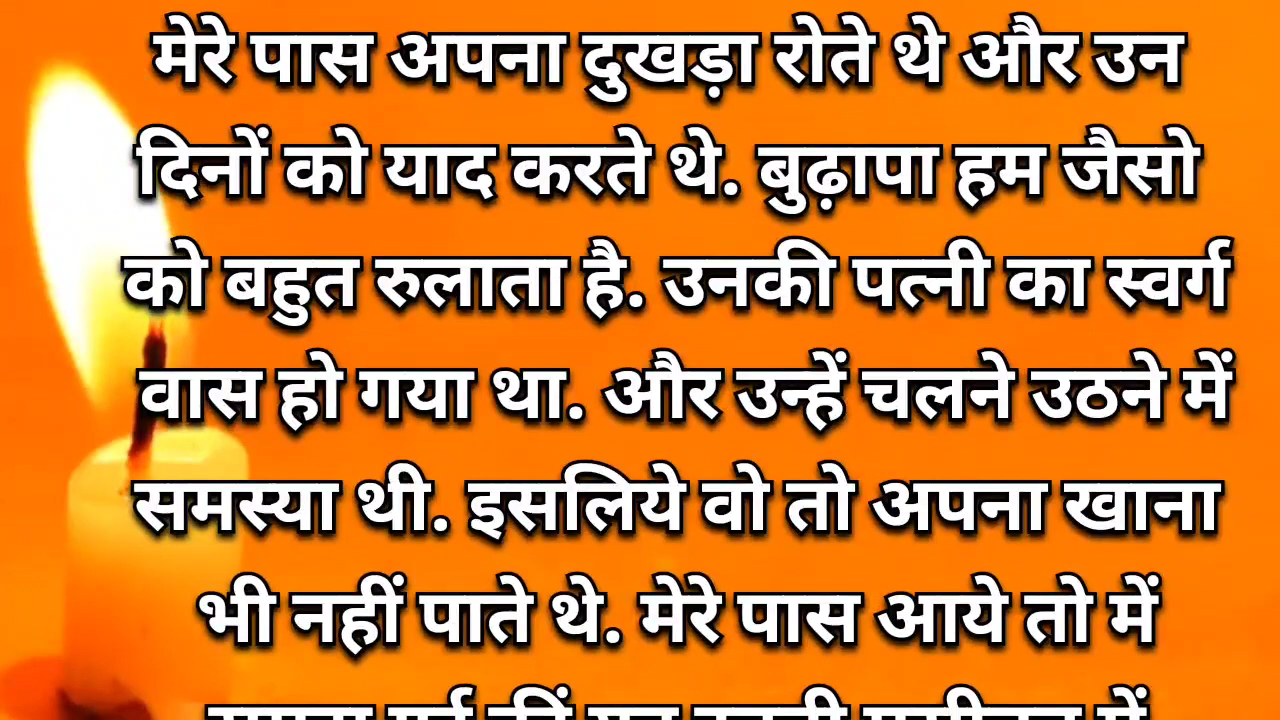 मेरे पास अपना दुखड़ा रोते थे और उन
दिनों को याद करते थे. बुढ़ापा हम जैसो
को बहुत रुलाता है. उनकी पत्नी का स्वर्ग
वास हो गया था. और उन्हें चलने उठने में
समस्या थी. इसलिये वो तो अपना खाना
भी नहीं पाते थे. मेरे पास आये तो में